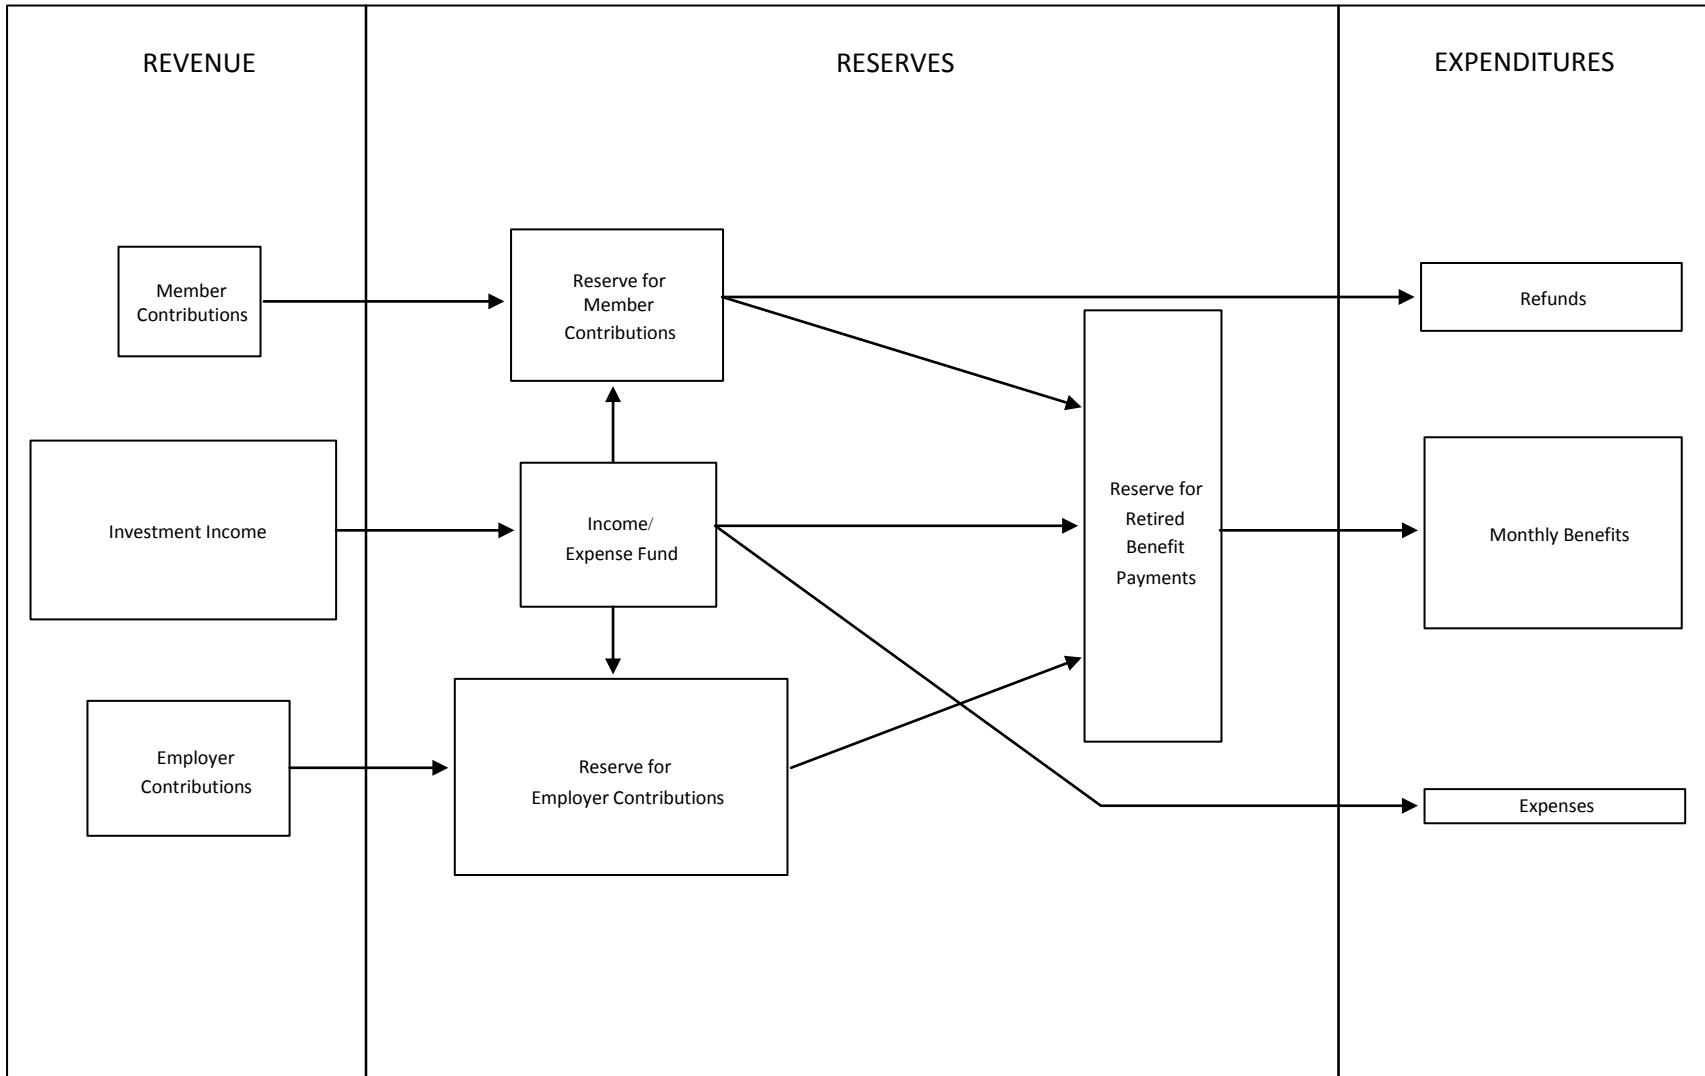 REVENUE
RESERVES
EXPENDITURES
Member
Contributions
Reserve for
Member
Contributions
Refunds
Investment Income
Income/
Expense Fund
Reserve for
Retired
Benefit
Payments
Monthly Benefits
Employer
Contributions
Reserve for
Employer Contributions
Expenses